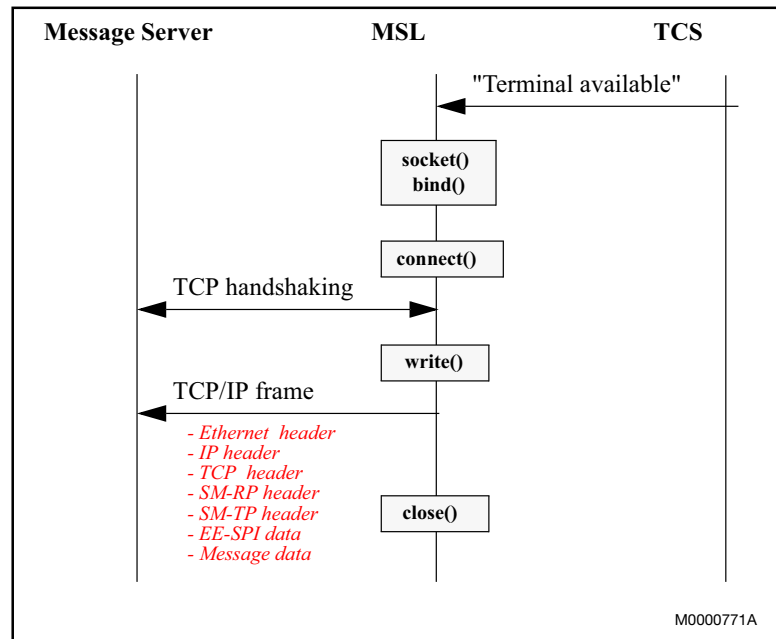 Message Server MSL TCS
"Terminal available"
socket()
bind()
connect()
TCP handshaking
write()
TCP/IP frame
- Ethernet header
- IP header
- TCP header
- SM-RP header
- SM-TP header
- EE-SPI data
- Message data
close()
M0000771A